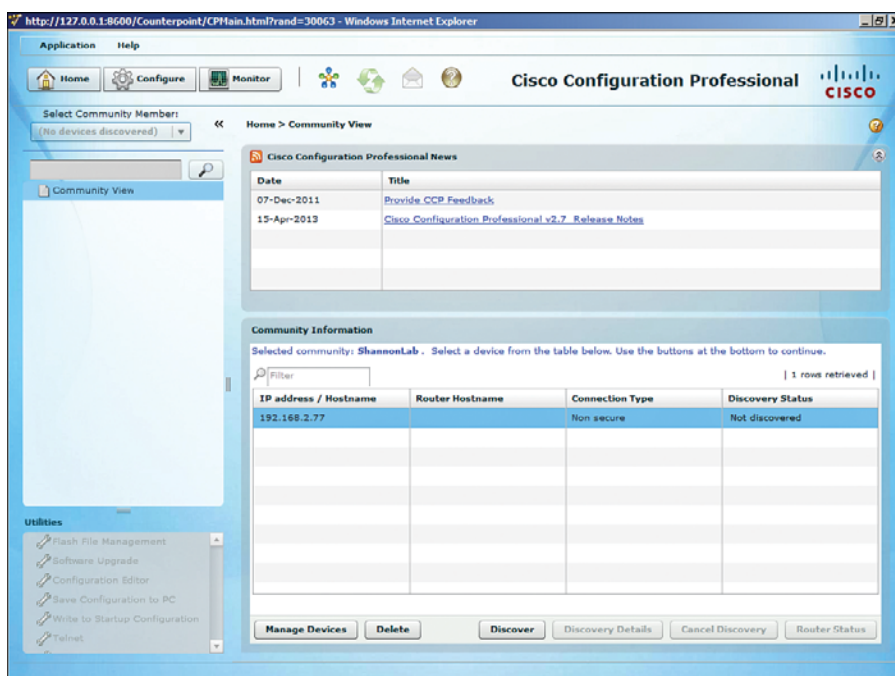 http://127.0.0.1:8600/Counterpoint/CPMain.html?rand=30063 - Windows Internet Explorer
Application Help
Home Configure Monitor
Cisco Configuration Professional
CISCO
Select Community Member:
(No devices discovered)
Home > Community View
Community View
Cisco Configuration Professional News
Date Title
07-Dec-2011 Provide CCP Feedback
15-Apr-2013 Cisco Configuration Professional v2.7 Release Notes
Community Information
Selected community: ShannonLab . Select a device from the table below. Use the buttons at the bottom to continue.
Filter
| 1 rows retrieved |
IP address / Hostname Router Hostname Connection Type Discovery Status
192.168.2.77 Non secure Not discovered
Utilities
Flash File Management
Software Upgrade
Configuration Editor
Save Configuration to PC
Write to Startup Configuration
Telnet
Manage Devices Delete Discover Discovery Details Cancel Discovery Router Status